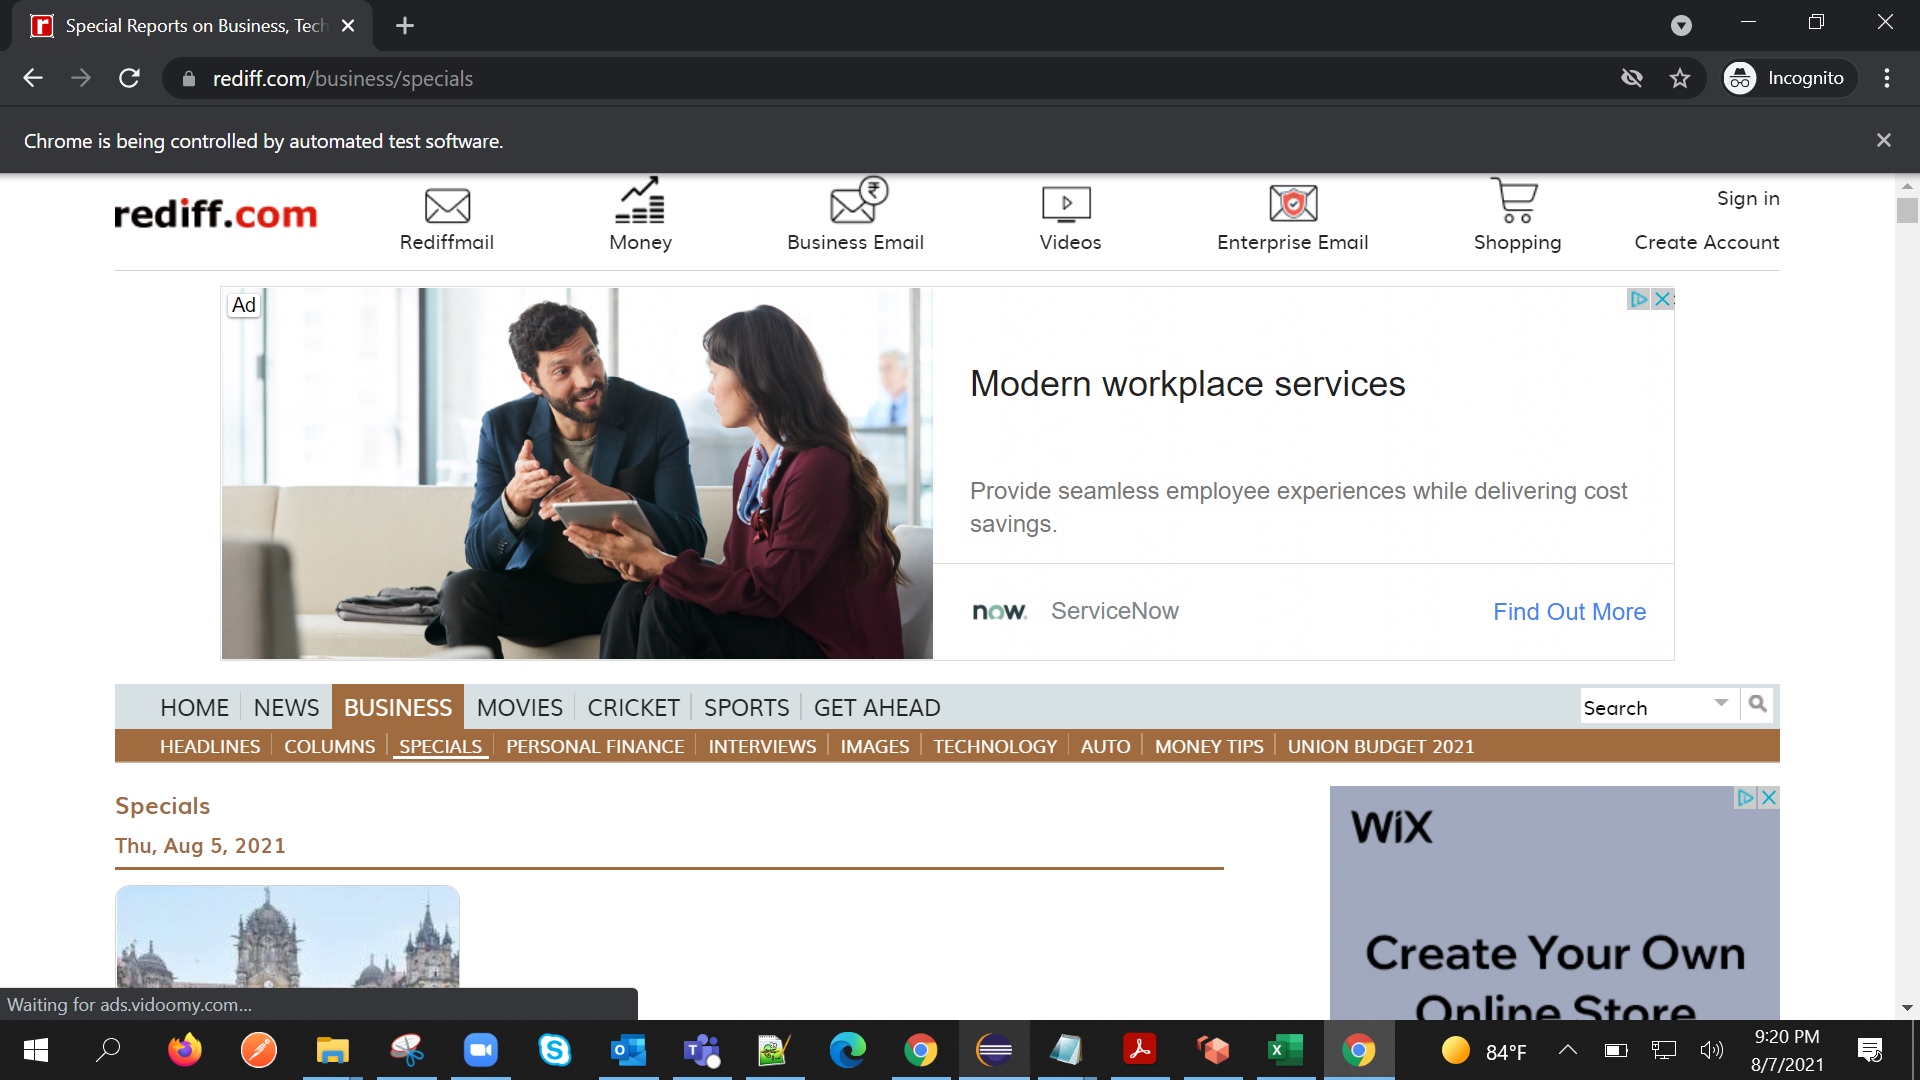 Special Reports on Business, Tech
rediff.com/business/specials
Incognito
Chrome is being controlled by automated test software.
rediff.com
Rediffmail
Money
Business Email
Videos
Enterprise Email
Shopping
Sign in
Create Account
Ad
Modern workplace services
Provide seamless employee experiences while delivering cost
savings.
now. ServiceNow
Find Out More
HOME NEWS BUSINESS MOVIES CRICKET SPORTS GET AHEAD
Search
HEADLINES COLUMNS SPECIALS PERSONAL FINANCE INTERVIEWS IMAGES TECHNOLOGY AUTO MONEY TIPS UNION BUDGET 2021
Specials
Thu, Aug 5, 2021
WiX
Create Your Own
Online Store
Waiting for ads.vidoomy.com...
84°F
9:20 PM
8/7/2021